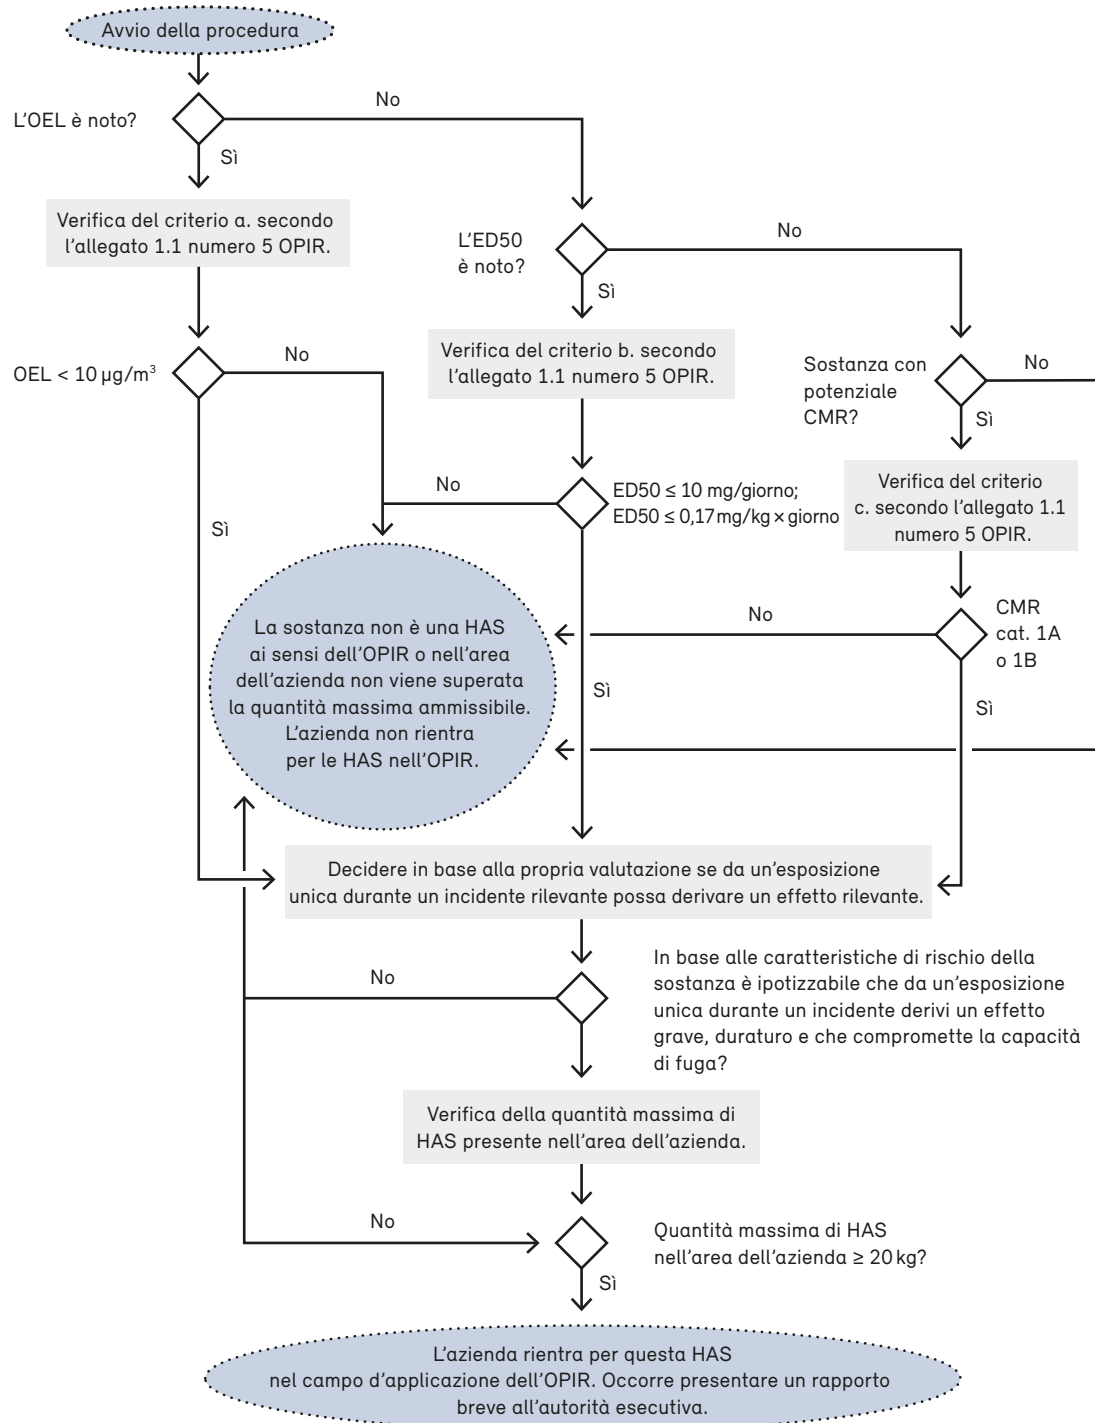 Avvio della procedura
L'OEL è noto?
No
Sì
Verifica del criterio a. secondo
l'allegato 1.1 numero 5 OPIR.
L'ED50
è noto?
No
Sì
OEL < 10 µg/m³
No
Verifica del criterio b. secondo
l'allegato 1.1 numero 5 OPIR.
Sostanza con
potenziale
CMR?
No
Sì
Sì
No
ED50 ≤ 10 mg/giorno;
ED50 ≤ 0,17 mg/kg × giorno
Verifica del criterio
c. secondo l'allegato 1.1
numero 5 OPIR.
No
CMR
cat. 1A
o 1B
La sostanza non è una HAS
ai sensi dell'OPIR o nell'area
dell'azienda non viene superata
la quantità massima ammissibile.
L'azienda non rientra
per le HAS nell'OPIR.
Sì
Sì
Decidere in base alla propria valutazione se da un'esposizione
unica durante un incidente rilevante possa derivare un effetto rilevante.
No
In base alle caratteristiche di rischio della
sostanza è ipotizzabile che da un'esposizione
unica durante un incidente derivi un effetto
grave, duraturo e che compromette la capacità
di fuga?
Verifica della quantità massima di
HAS presente nell'area dell'azienda.
No
Quantità massima di HAS
nell'area dell'azienda ≥ 20 kg?
Sì
L'azienda rientra per questa HAS
nel campo d'applicazione dell'OPIR. Occorre presentare un rapporto
breve all'autorità esecutiva.